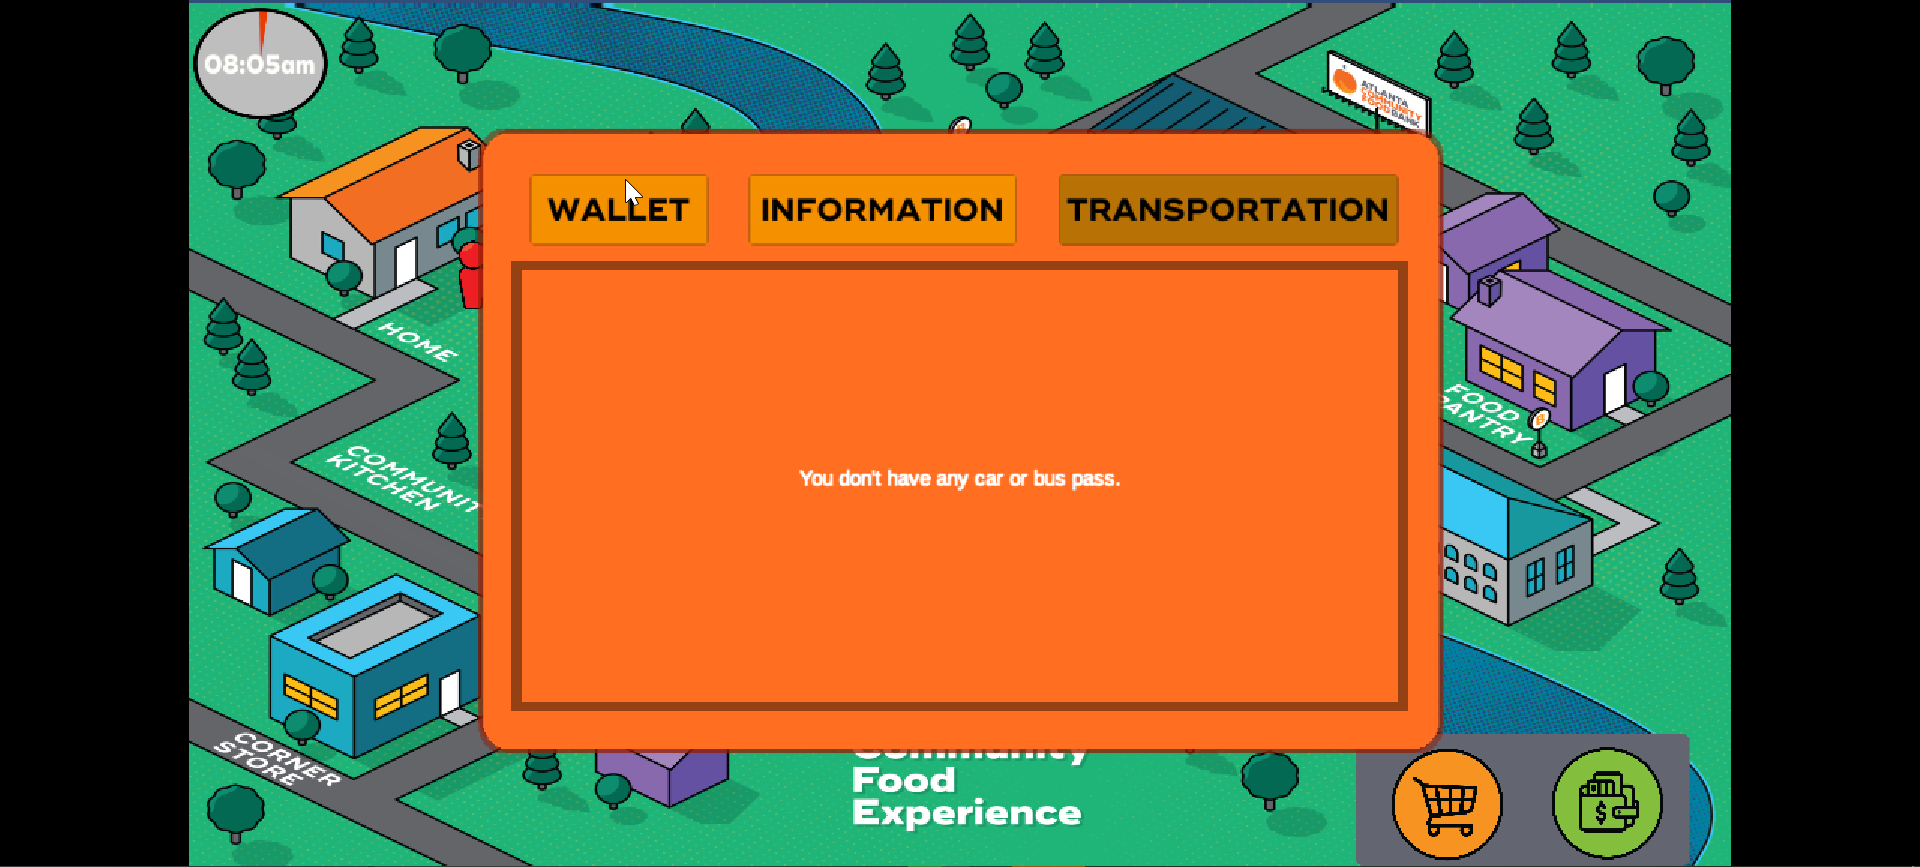 08:05am
ATLANTA
COMMUNITY
FOOD BANK
WALLET
INFORMATION
TRANSPORTATION
You don't have any car or bus pass.
HOME
COMMUNIT
KITCHEN
FOOD
PANTRY
CORNER
STORE
Community
Food
Experience
$